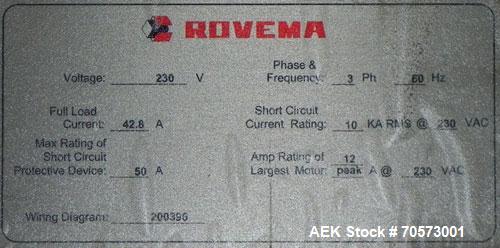 ROVEMA
Voltage: 230 V
Phase &
Frequency: 3 Ph 60 Hz
Full Load
Current: 42.8 A
Short Circuit
Current Rating: 10 KA RMS @ 230 VAC
Max Rating of
Short Circuit
Protective Device: 50 A
Amp Rating of 12
Largest Motor: peak A @ 230 VAC
Wiring Diagram: 200396
AEK Stock # 70573001